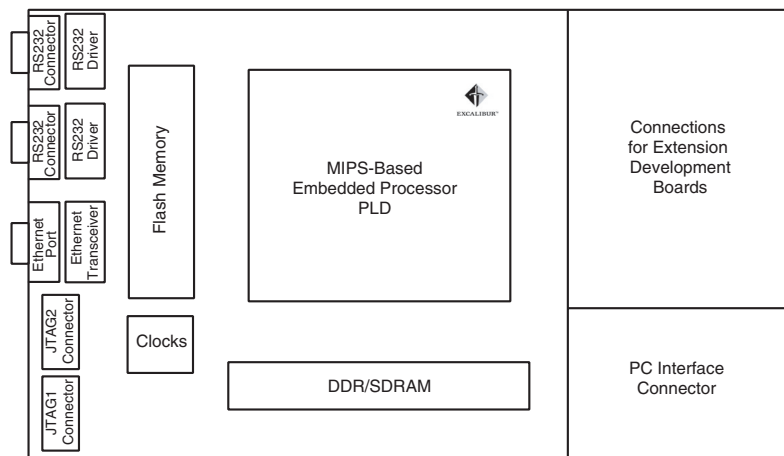 RS232
Connector
RS232
Driver
RS232
Connector
RS232
Driver
Ethernet
Port
Ethernet
Transceiver
JTAG2
Connector
JTAG1
Connector
Flash Memory
Clocks
EXCALIBUR™
MIPS-Based
Embedded Processor
PLD
DDR/SDRAM
Connections
for Extension
Development
Boards
PC Interface
Connector